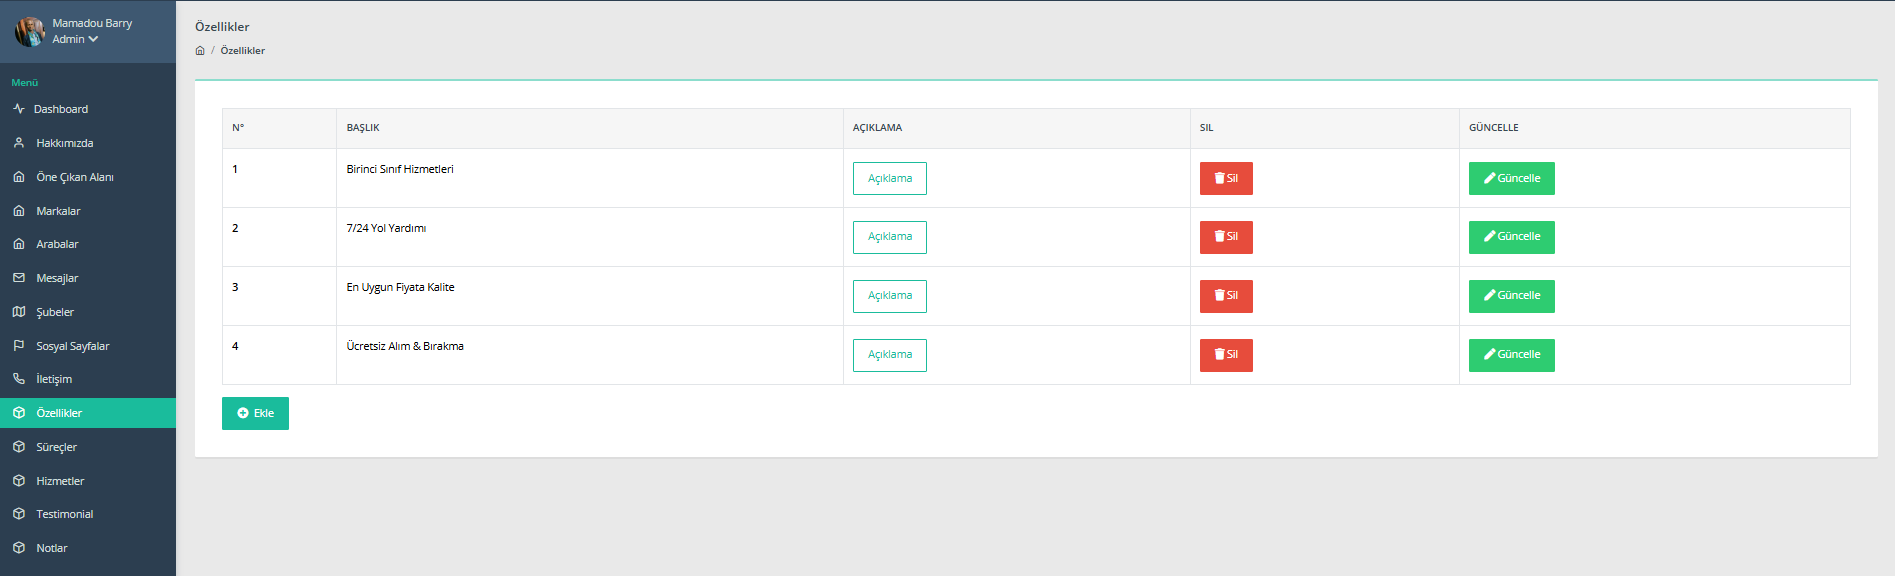 Mamadou Barry
Admin
Menü
Dashboard
Hakkımızda
Öne Çıkan Alanı
Markalar
Arabalar
Mesajlar
Şubeler
Sosyal Sayfalar
İletişim
Özellikler
Süreçler
Hizmetler
Testimonial
Notlar
Özellikler
/ Özellikler
N° BAŞLIK AÇIKLAMA SIL GÜNCELLE
1 Birinci Sınıf Hizmetleri Açıklama Sil Güncelle
2 7/24 Yol Yardımı Açıklama Sil Güncelle
3 En Uygun Fiyata Kalite Açıklama Sil Güncelle
4 Ücretsiz Alım & Bırakma Açıklama Sil Güncelle
Ekle